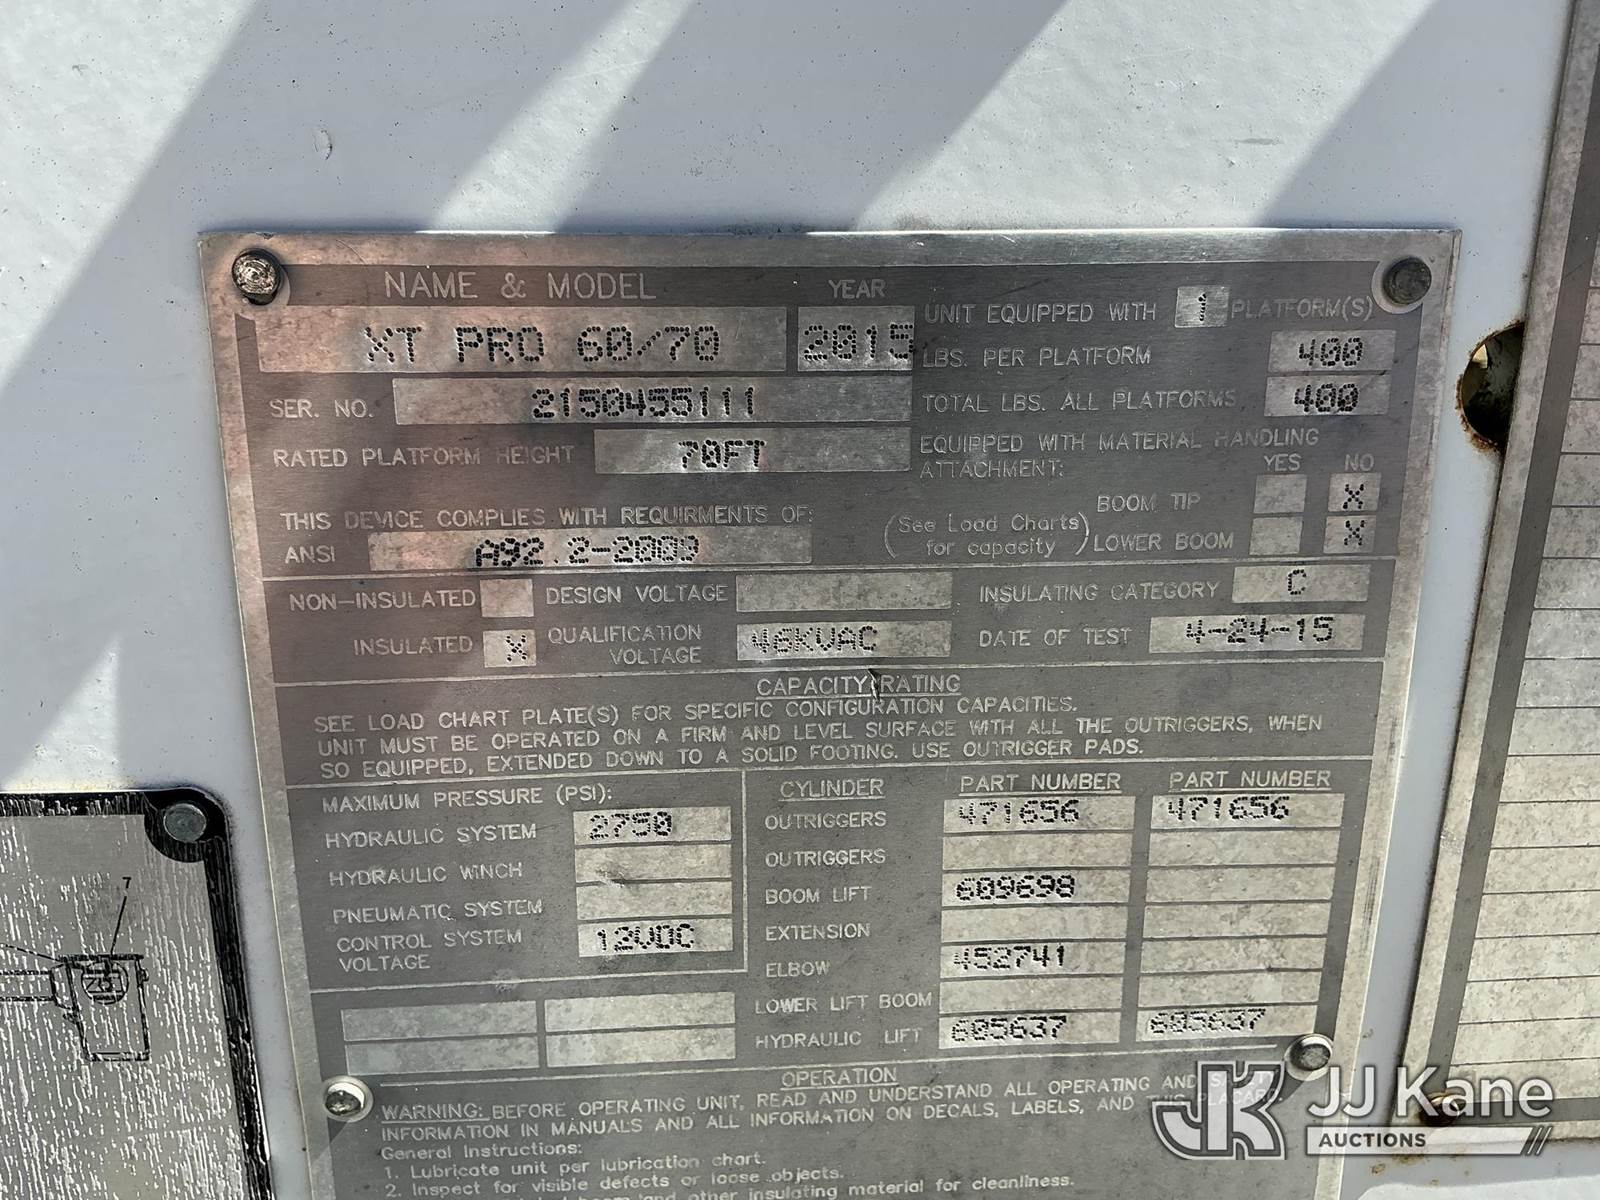 NAME & MODEL
YEAR
XT PRO 60/70
2015
SER. NO.
2150455111
RATED PLATFORM HEIGHT
70FT
THIS DEVICE COMPLIES WITH REQUIRMENTS OF:
ANSI
A92.2-2009
UNIT EQUIPPED WITH 1 PLATFORM(S)
LBS. PER PLATFORM
400
TOTAL LBS. ALL PLATFORMS
400
EQUIPPED WITH MATERIAL HANDLING
ATTACHMENT:
YES NO
BOOM TIP X
(See Load Charts
for capacity)
LOWER BOOM X
NON-INSULATED
DESIGN VOLTAGE
INSULATING CATEGORY
C
INSULATED X
QUALIFICATION
VOLTAGE
46KVAC
DATE OF TEST
4-24-15
CAPACITY RATING
SEE LOAD CHART PLATE(S) FOR SPECIFIC CONFIGURATION CAPACITIES.
UNIT MUST BE OPERATED ON A FIRM AND LEVEL SURFACE WITH ALL THE OUTRIGGERS, WHEN
SO EQUIPPED, EXTENDED DOWN TO A SOLID FOOTING. USE OUTRIGGER PADS.
MAXIMUM PRESSURE (PSI):
HYDRAULIC SYSTEM 2750
HYDRAULIC WINCH
PNEUMATIC SYSTEM
CONTROL SYSTEM
VOLTAGE
12VDC
CYLINDER PART NUMBER PART NUMBER
OUTRIGGERS 471656 471656
OUTRIGGERS
BOOM LIFT 609698
EXTENSION
ELBOW 452741
LOWER LIFT BOOM
HYDRAULIC LIFT 605637 605637
OPERATION
WARNING: BEFORE OPERATING UNIT, READ AND UNDERSTAND ALL OPERATING AND
INFORMATION IN MANUALS AND ALL INFORMATION ON DECALS, LABELS, AND
General Instructions:
1. Lubricate unit per lubrication chart.
2. Inspect for visible defects or loose objects.
and other insulating material for cleanliness.
7
JJ Kane
AUCTIONS